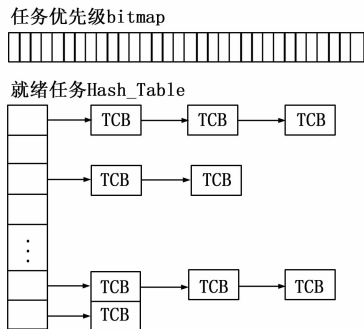 任务优先级bitmap
就绪任务Hash_Table
TCB TCB TCB
TCB TCB
⋮
TCB TCB TCB
TCB